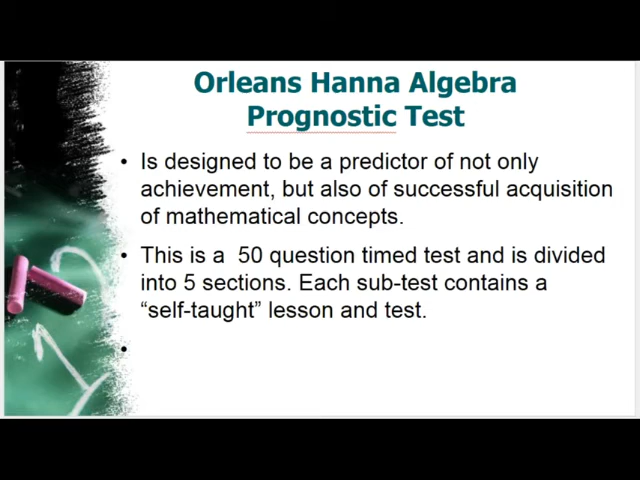 Orleans Hanna Algebra
Prognostic Test
• Is designed to be a predictor of not only
achievement, but also of successful acquisition
of mathematical concepts.
• This is a  50 question timed test and is divided
into 5 sections. Each sub-test contains a
“self-taught” lesson and test.
•